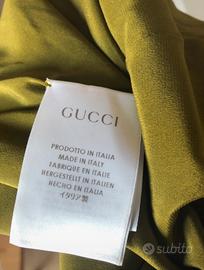 GUCCI
PRODOTTO IN ITALIA
MADE IN ITALY
FABRIQUÉ EN ITALIE
HERGESTELLT IN ITALIEN
HECHO EN ITALIA
イタリア製
subito